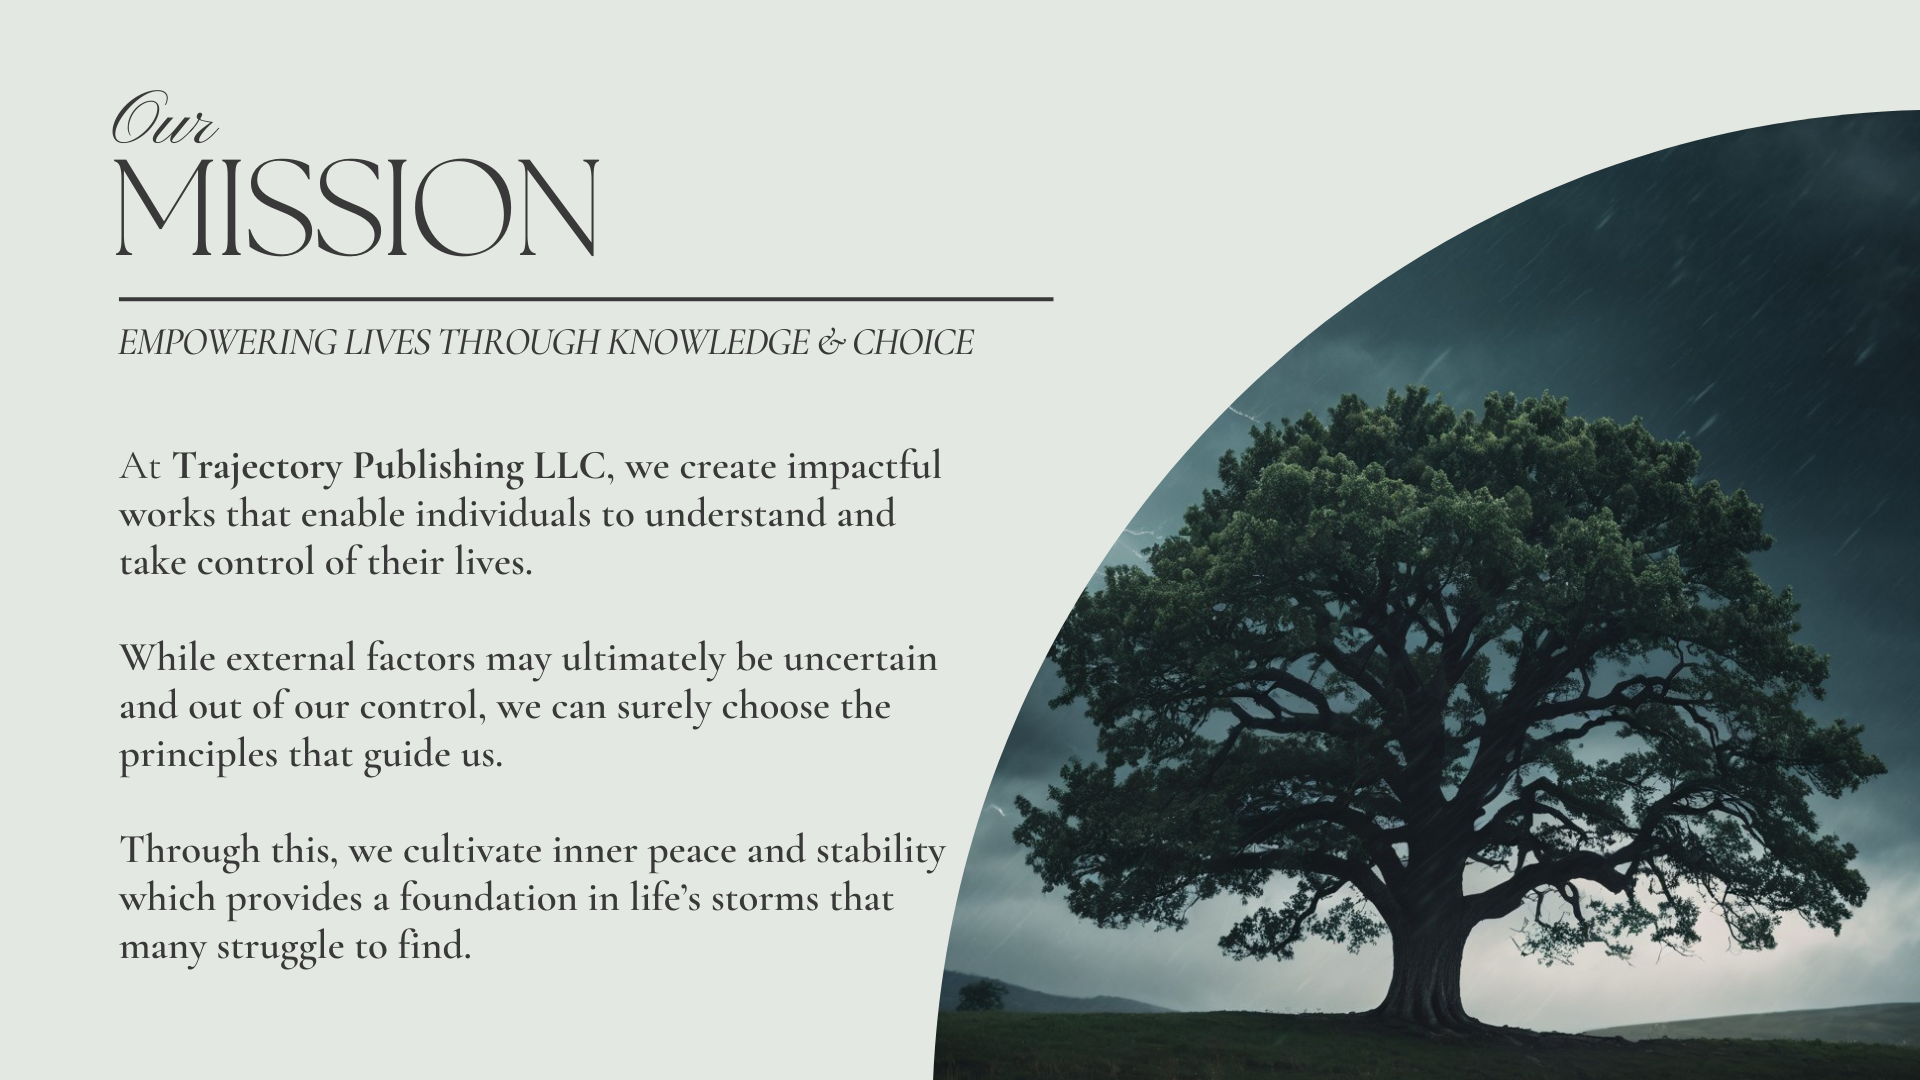 Our
MISSION
EMPOWERING LIVES THROUGH KNOWLEDGE & CHOICE
At Trajectory Publishing LLC, we create impactful
works that enable individuals to understand and
take control of their lives.
While external factors may ultimately be uncertain
and out of our control, we can surely choose the
principles that guide us.
Through this, we cultivate inner peace and stability
which provides a foundation in life’s storms that
many struggle to find.